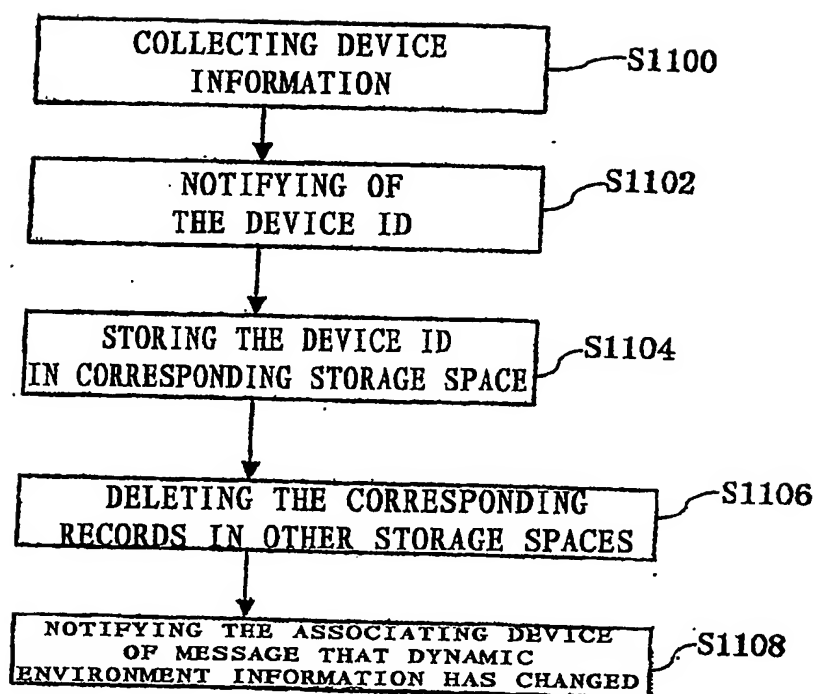 COLLECTING DEVICE
INFORMATION
S1100
NOTIFYING OF
THE DEVICE ID
S1102
STORING THE DEVICE ID
IN CORRESPONDING STORAGE SPACE
S1104
DELETING THE CORRESPONDING
RECORDS IN OTHER STORAGE SPACES
S1106
NOTIFYING THE ASSOCIATING DEVICE
OF MESSAGE THAT DYNAMIC
ENVIRONMENT INFORMATION HAS CHANGED
S1108